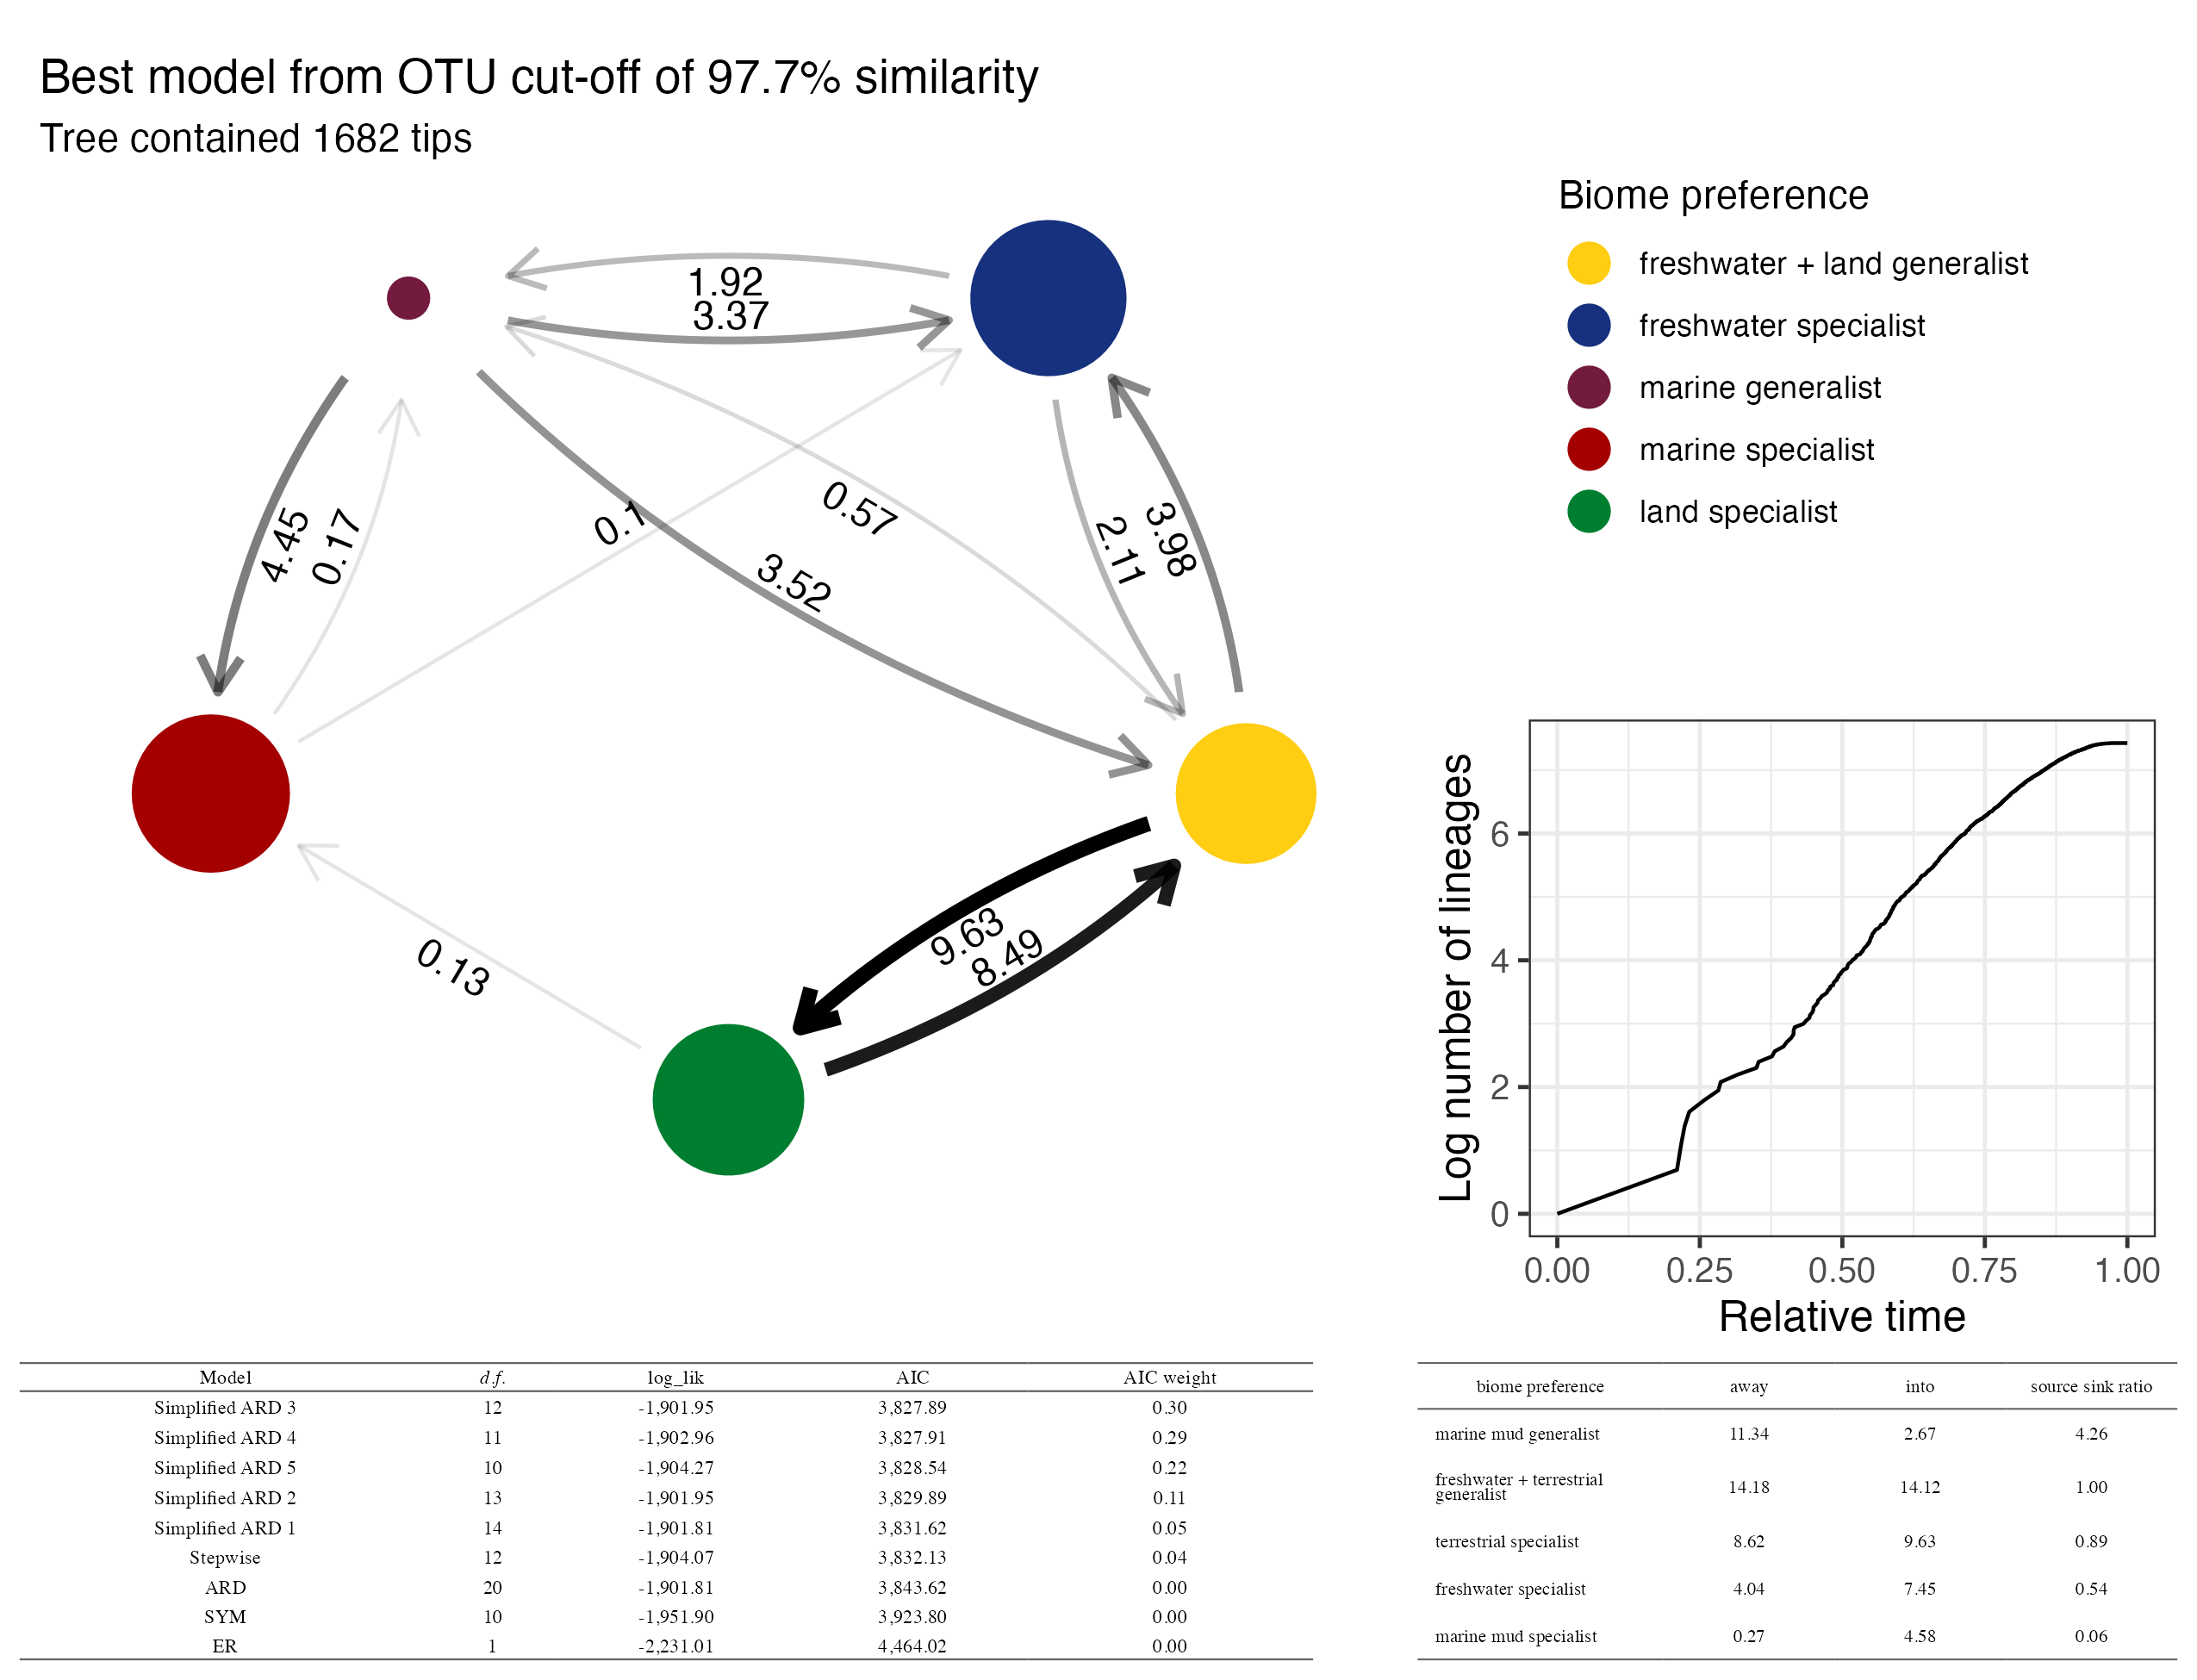 Best model from OTU cut-off of 97.7% similarity
Tree contained 1682 tips
Biome preference
freshwater + land generalist
freshwater specialist
marine generalist
marine specialist
land specialist
1.92
3.37
4.45
0.17
0.1
0.57
3.52
2.11
3.98
9.63
8.49
0.13
Log number of lineages
6
4
2
0
0.00 0.25 0.50 0.75 1.00
Relative time
Model d.f. log_lik AIC AIC weight
Simplified ARD 3 12 -1,901.95 3,827.89 0.30
Simplified ARD 4 11 -1,902.96 3,827.91 0.29
Simplified ARD 5 10 -1,904.27 3,828.54 0.22
Simplified ARD 2 13 -1,901.95 3,829.89 0.11
Simplified ARD 1 14 -1,901.81 3,831.62 0.05
Stepwise 12 -1,904.07 3,832.13 0.04
ARD 20 -1,901.81 3,843.62 0.00
SYM 10 -1,951.90 3,923.80 0.00
ER 1 -2,231.01 4,464.02 0.00
biome preference away into source sink ratio
marine mud generalist 11.34 2.67 4.26
freshwater + terrestrial
generalist 14.18 14.12 1.00
terrestrial specialist 8.62 9.63 0.89
freshwater specialist 4.04 7.45 0.54
marine mud specialist 0.27 4.58 0.06